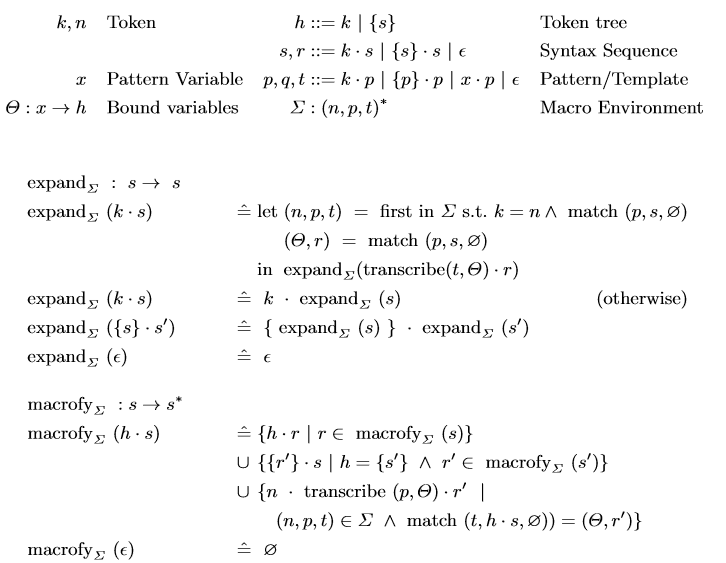 k, n Token h ::= k | {s} Token tree
s, r ::= k · s | {s} · s | ϵ Syntax Sequence
x Pattern Variable p, q, t ::= k · p | {p} · p | x · p | ϵ Pattern/Template
Θ : x → h Bound variables Σ : (n, p, t)* Macro Environment
expand_Σ : s → s
expand_Σ (k · s) ≙ let (n, p, t) = first in Σ s.t. k = n ∧ match (p, s, ∅)
(Θ, r) = match (p, s, ∅)
in expand_Σ(transcribe(t, Θ) · r)
expand_Σ (k · s) ≙ k · expand_Σ (s) (otherwise)
expand_Σ ({s} · s′) ≙ { expand_Σ (s) } · expand_Σ (s′)
expand_Σ (ϵ) ≙ ϵ
macrofy_Σ : s → s*
macrofy_Σ (h · s) ≙ {h · r | r ∈ macrofy_Σ (s)}
∪ {{r′} · s | h = {s′} ∧ r′ ∈ macrofy_Σ (s′)}
∪ {n · transcribe (p, Θ) · r′ |
(n, p, t) ∈ Σ ∧ match (t, h · s, ∅)) = (Θ, r′)}
macrofy_Σ (ϵ) ≙ ∅